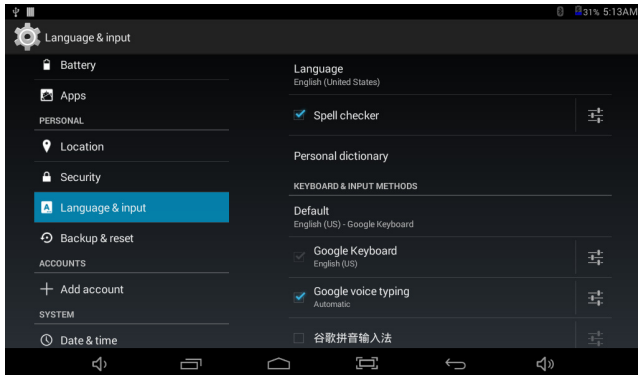 31% 5:13AM
Language & input
Battery
Apps
PERSONAL
Location
Security
A
Language & input
Backup & reset
ACCOUNTS
Add account
SYSTEM
Date & time
Language
English (United States)
Spell checker
Personal dictionary
KEYBOARD & INPUT METHODS
Default
English (US) - Google Keyboard
Google Keyboard
English (US)
Google voice typing
Automatic
谷歌拼音输入法